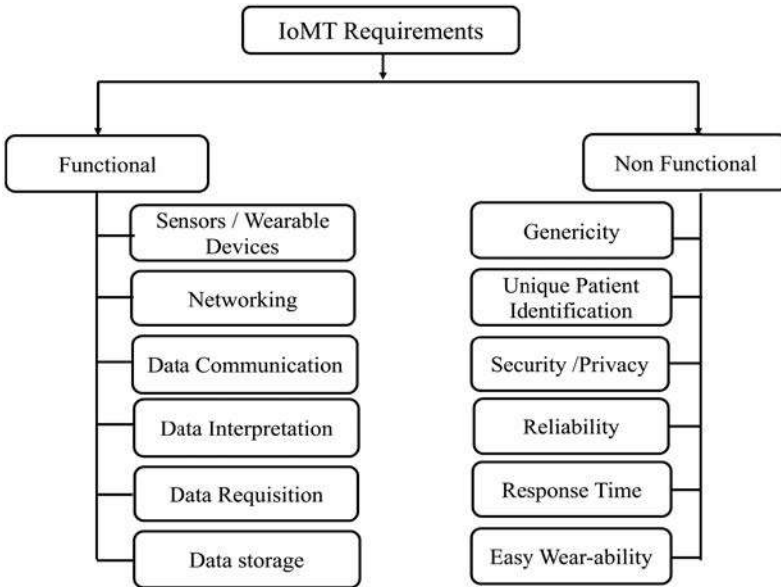 IoMT Requirements
Functional
Sensors / Wearable
Devices
Networking
Data Communication
Data Interpretation
Data Requisition
Data storage
Non Functional
Genericity
Unique Patient
Identification
Security /Privacy
Reliability
Response Time
Easy Wear-ability